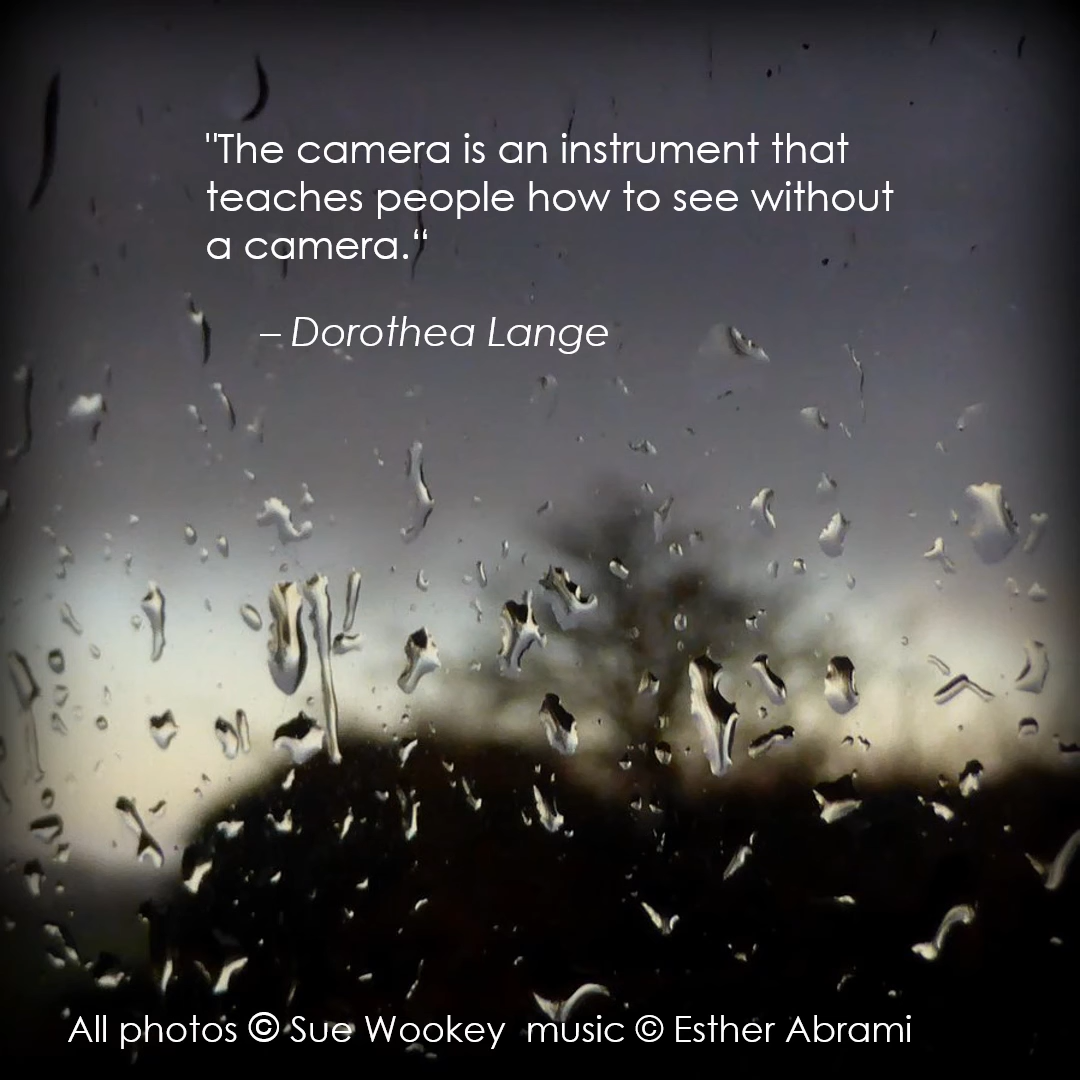 "The camera is an instrument that
teaches people how to see without
a camera.“
– Dorothea Lange
All photos © Sue Wookey  music © Esther Abrami